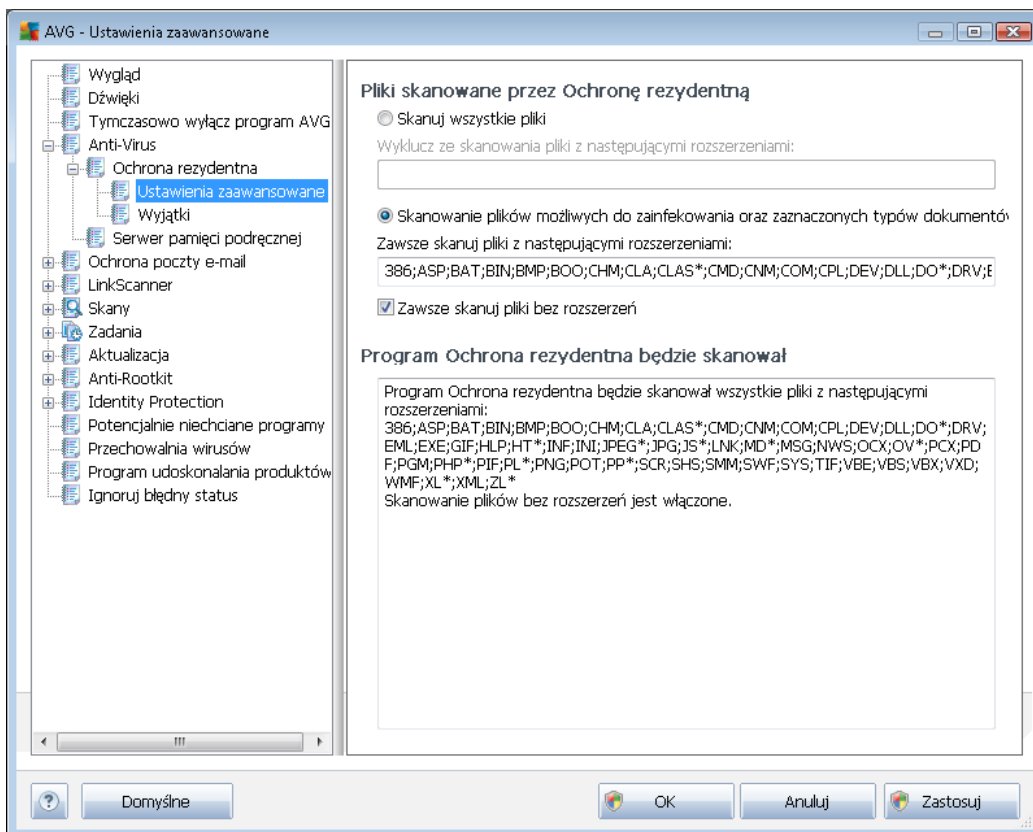 AVG - Ustawienia zaawansowane
Wygląd
Dźwięki
Tymczasowo wyłącz program AVG
Anti-Virus
Ochrona rezydentna
Ustawienia zaawansowane
Wyjątki
Serwer pamięci podręcznej
Ochrona poczty e-mail
LinkScanner
Skany
Zadania
Aktualizacja
Anti-Rootkit
Identity Protection
Potencjalnie niechciane programy
Przechowalnia wirusów
Program udoskonalania produktów
Ignoruj błędny status
Pliki skanowane przez Ochronę rezydentną
Skanuj wszystkie pliki
Wyklucz ze skanowania pliki z następującymi rozszerzeniami:
Skanowanie plików możliwych do zainfekowania oraz zaznaczonych typów dokumentów
Zawsze skanuj pliki z następującymi rozszerzeniami:
386;ASP;BAT;BIN;BMP;BOO;CHM;CLA;CLAS*;CMD;CNM;COM;CPL;DEV;DLL;DO*;DRV;E
Zawsze skanuj pliki bez rozszerzeń
Program Ochrona rezydentna będzie skanował
Program Ochrona rezydentna będzie skanował wszystkie pliki z następującymi
rozszerzeniami:
386;ASP;BAT;BIN;BMP;BOO;CHM;CLA;CLAS*;CMD;CNM;COM;CPL;DEV;DLL;DO*;DRV;
EML;EXE;GIF;HLP;HT*;INF;INI;JPEG*;JPG;JS*;LNK;MD*;MSG;NWS;OCX;OV*;PCX;PD
F;PGM;PHP*;PIF;PL*;PNG;POT;PP*;SCR;SHS;SMM;SWF;SYS;TIF;VBE;VBS;VBX;VXD;
WMF;XL*;XML;ZL*
Skanowanie plików bez rozszerzeń jest włączone.
?
Domyślne
OK
Anuluj
Zastosuj